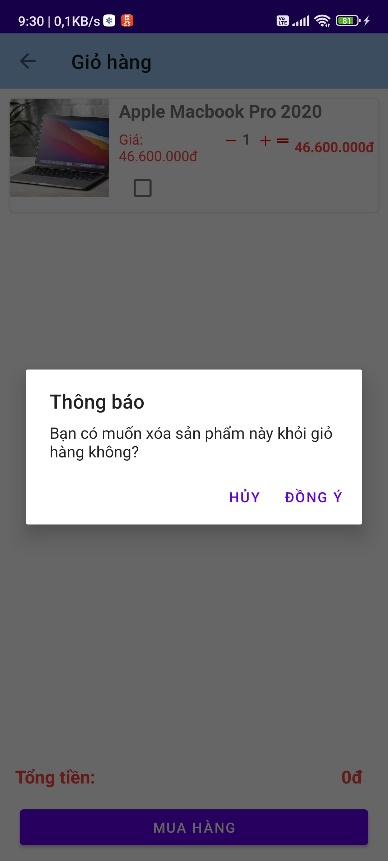 9:30 | 0,1KB/s
81
Giỏ hàng
Apple Macbook Pro 2020
Giá:
46.600.000đ
− 1 + = 46.600.000đ
Thông báo
Bạn có muốn xóa sản phẩm này khỏi giỏ
hàng không?
HỦY ĐỒNG Ý
Tổng tiền: 0đ
MUA HÀNG